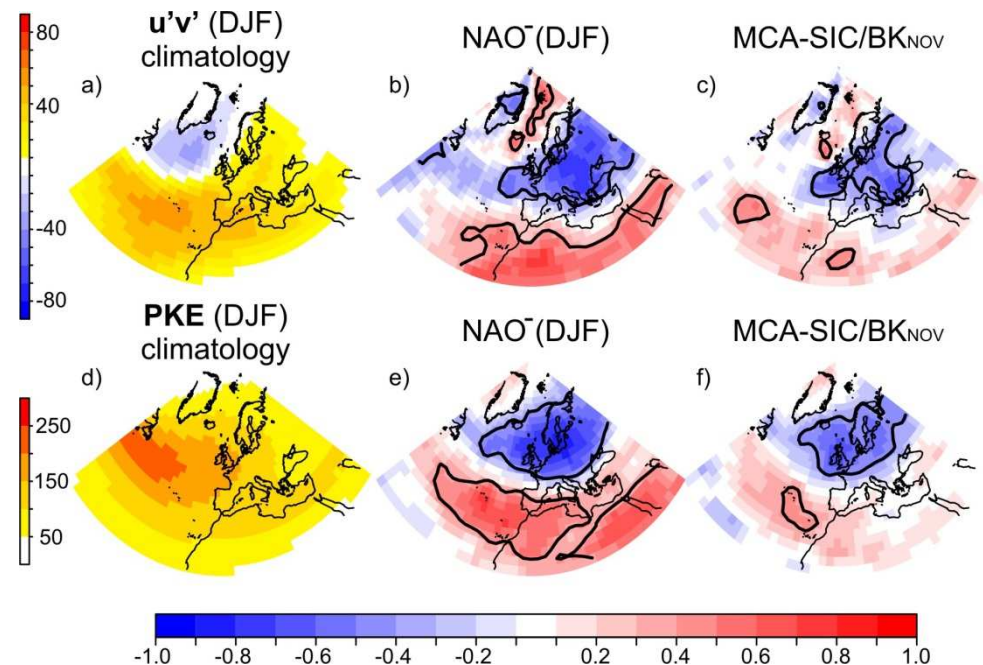 u'v' (DJF)
climatology
NAO⁻(DJF)
MCA-SIC/BKNOV
80
40
-40
-80
a)
b)
c)
PKE (DJF)
climatology
NAO⁻(DJF)
MCA-SIC/BKNOV
d)
e)
f)
250
150
50
-1.0 -0.8 -0.6 -0.4 -0.2 0.2 0.4 0.6 0.8 1.0